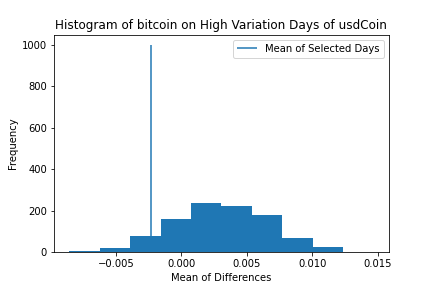 Histogram of bitcoin on High Variation Days of usdCoin
Mean of Selected Days
1000
800
600
400
200
0
Frequency
−0.005 0.000 0.005 0.010 0.015
Mean of Differences